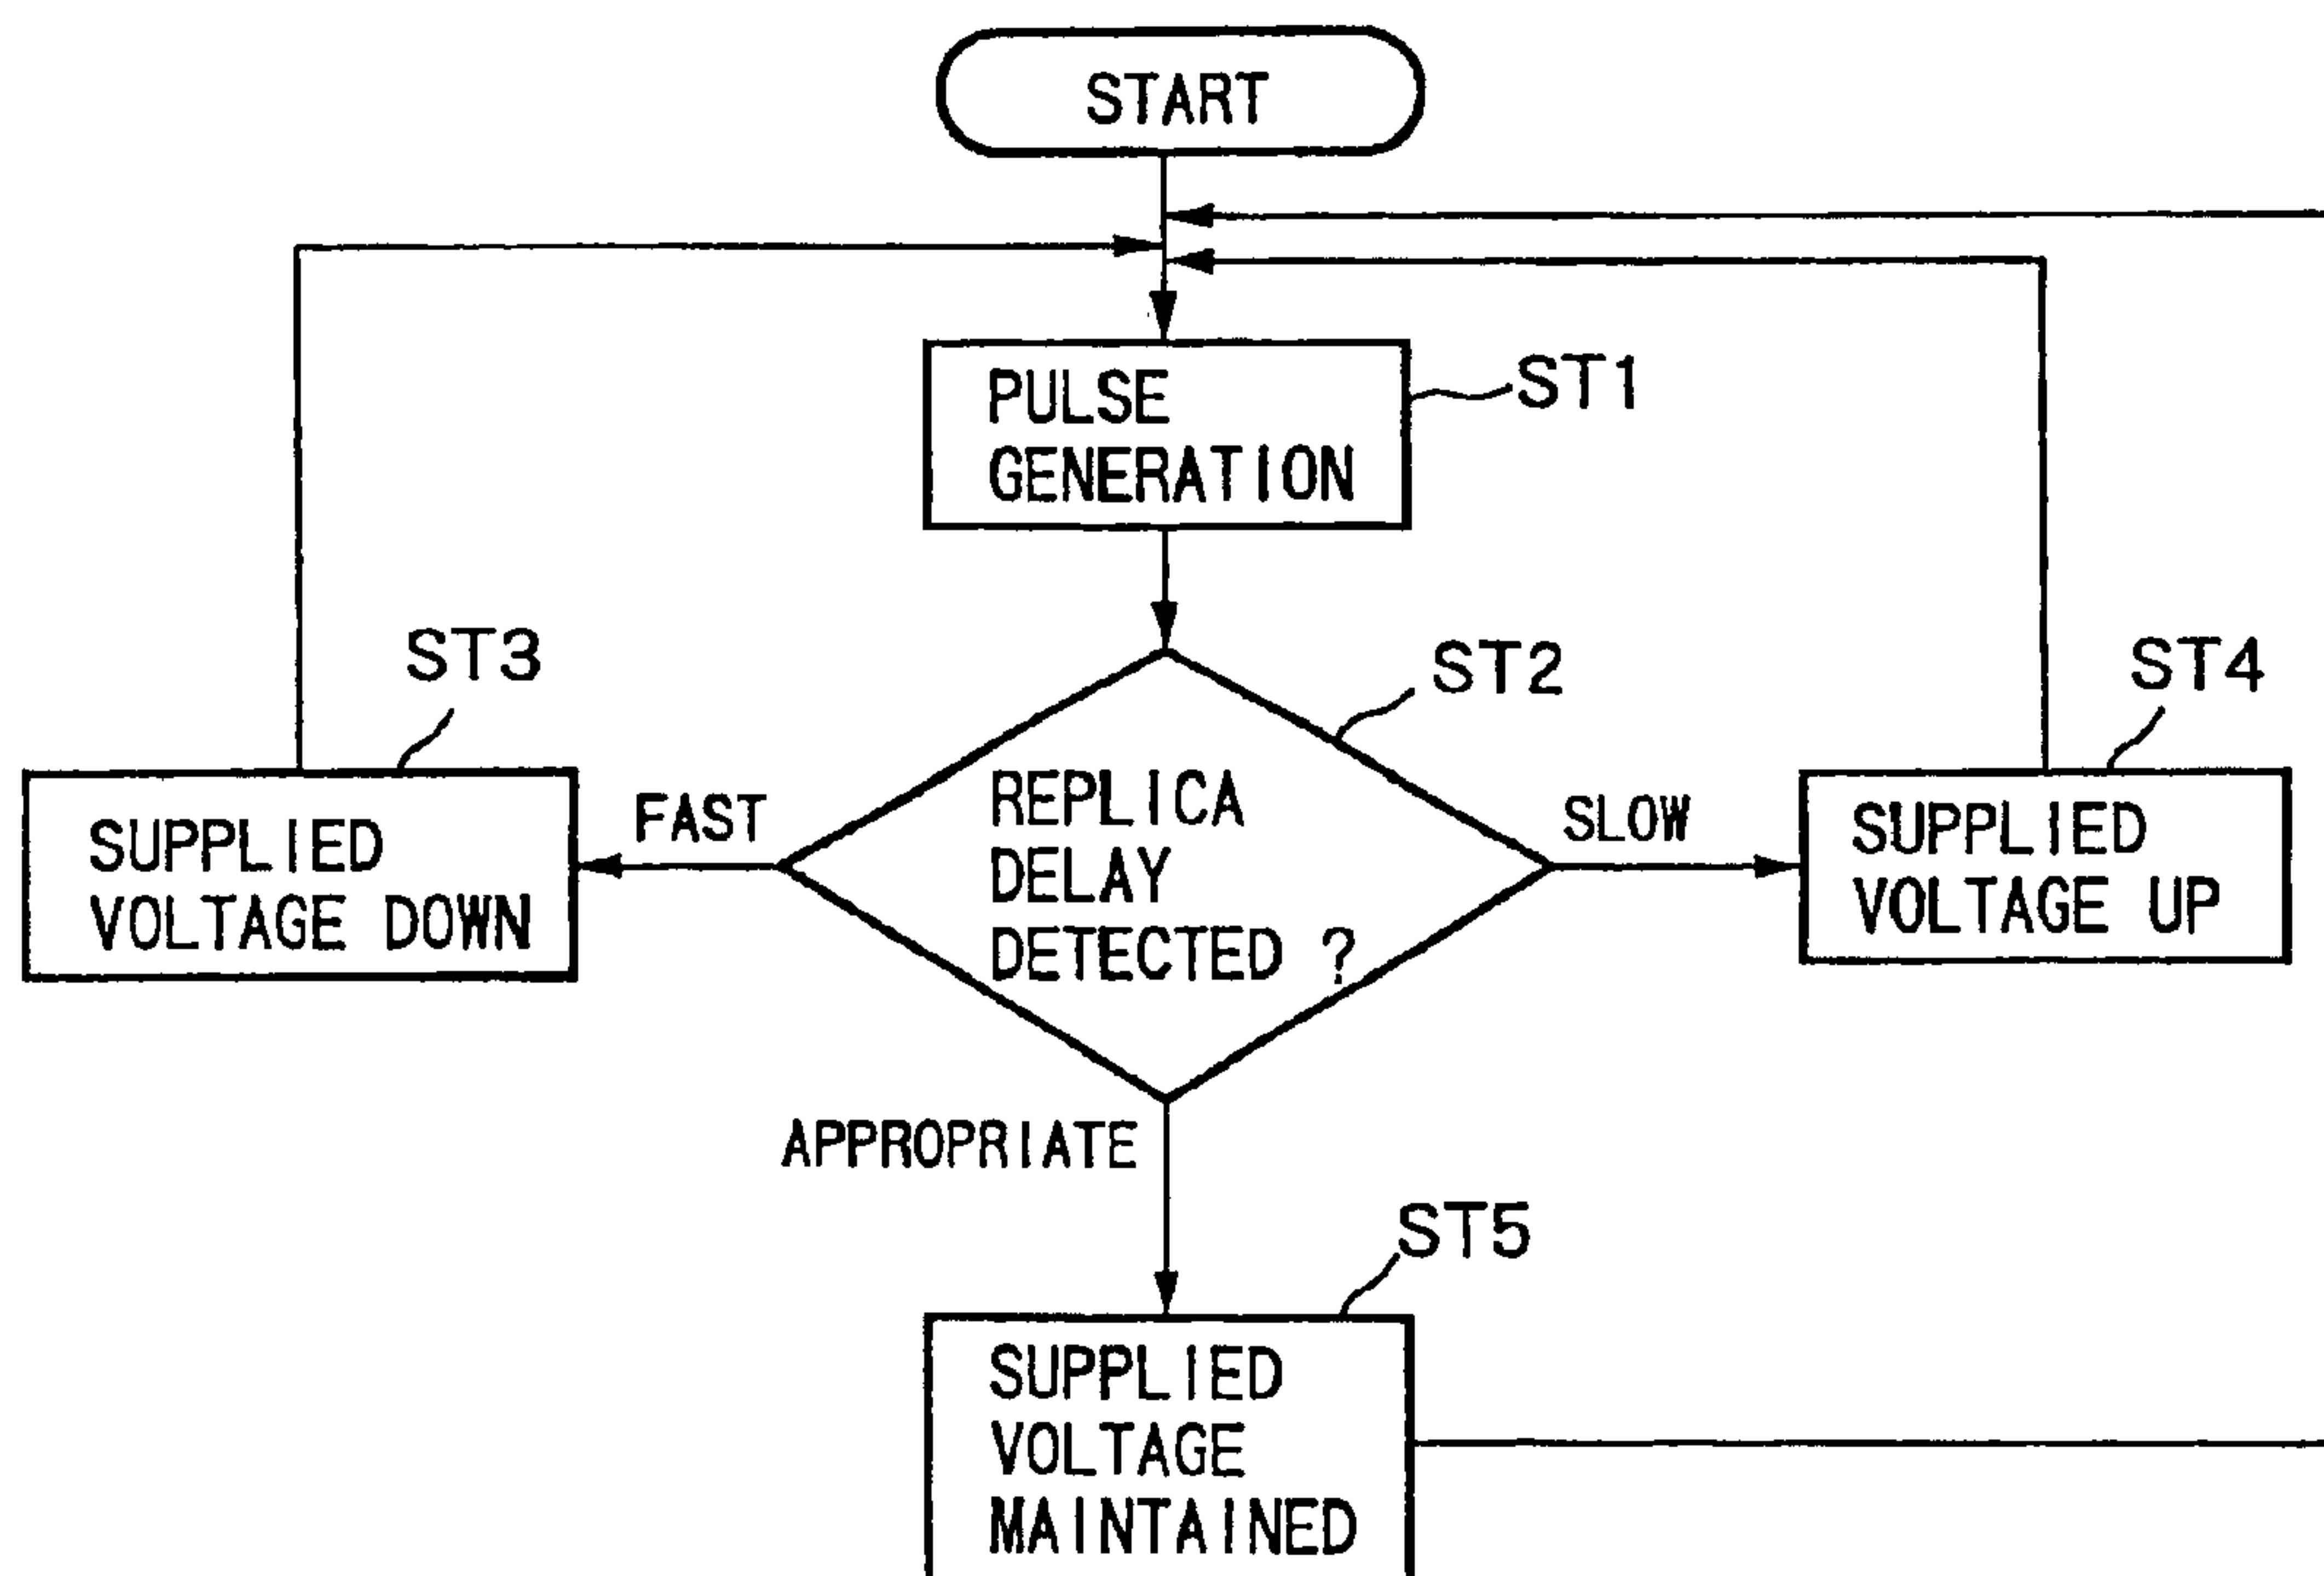 START
PULSE
GENERATION
ST1
ST3
ST2
ST4
FAST
REPLICA
DELAY
DETECTED ?
SLOW
SUPPLIED
VOLTAGE DOWN
SUPPLIED
VOLTAGE UP
APPROPRIATE
ST5
SUPPLIED
VOLTAGE
MAINTAINED